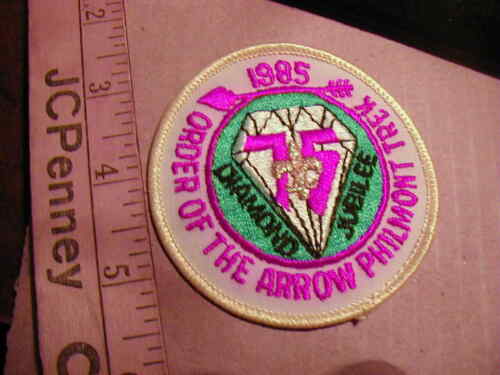 JCPenney
2
3
4
5
1985
ORDER OF THE ARROW PHILMONT TREK
75
DIAMOND JUBILEE